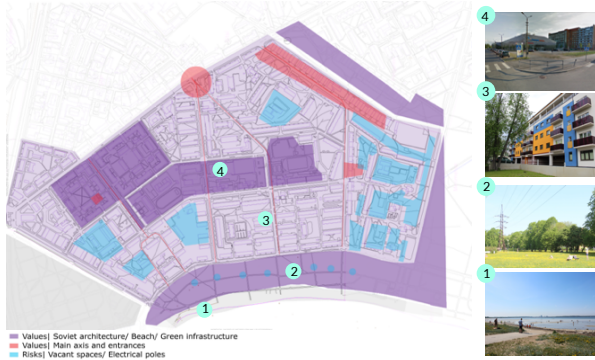 4
3
2
1
4
3
2
1
Values| Soviet architecture/ Beach/ Green infrastructure
Values| Main axis and entrances
Risks| Vacant spaces/ Electrical poles